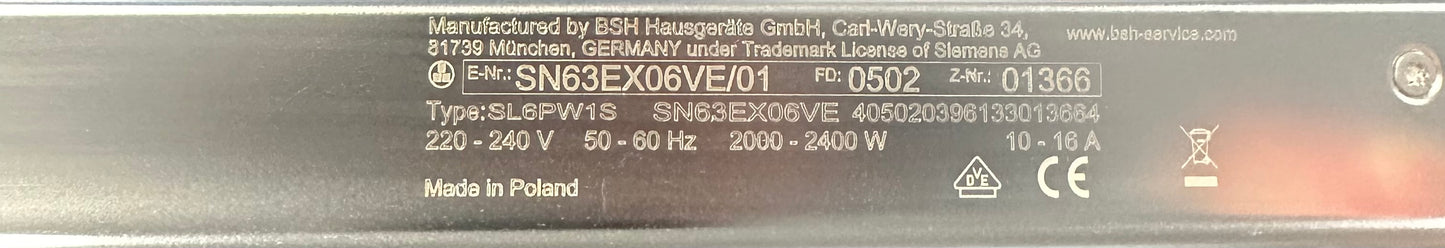 Manufactured by BSH Hausgeräte GmbH, Carl-Wery-Straße 34, www.bsh-service.com
81739 München, GERMANY under Trademark License of Siemens AG
E-Nr.: SN63EX06VE/01 FD: 0502 Z-Nr.: 01366
Type:SL6PW1S SN63EX06VE 405020396133013664
220 - 240 V 50 - 60 Hz 2000 - 2400 W 10 - 16 A
DVE CE
Made in Poland